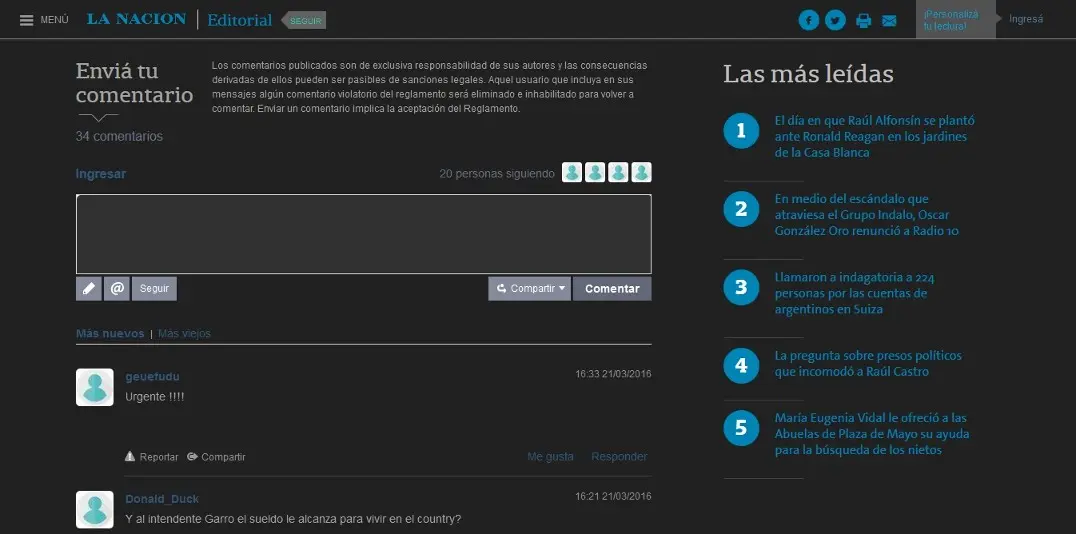 MENÚ
LA NACION | Editorial
SEGUIR
¡Personalizá
tu lectura!
Ingresá
Enviá tu
comentario
34 comentarios
Los comentarios publicados son de exclusiva responsabilidad de sus autores y las consecuencias
derivadas de ellos pueden ser pasibles de sanciones legales. Aquel usuario que incluya en sus
mensajes algún comentario violatorio del reglamento será eliminado e inhabilitado para volver a
comentar. Enviar un comentario implica la aceptación del Reglamento.
Ingresar
20 personas siguiendo
@
Seguir
Compartir
Comentar
Más nuevos | Más viejos
geuefudu
16:33 21/03/2016
Urgente !!!!
Reportar
Compartir
Me gusta
Responder
Donald_Duck
16:21 21/03/2016
Y al intendente Garro el sueldo le alcanza para vivir en el country?
Las más leídas
1
El día en que Raúl Alfonsín se plantó
ante Ronald Reagan en los jardines
de la Casa Blanca
2
En medio del escándalo que
atraviesa el Grupo Indalo, Oscar
González Oro renunció a Radio 10
3
Llamaron a indagatoria a 224
personas por las cuentas de
argentinos en Suiza
4
La pregunta sobre presos políticos
que incomodó a Raúl Castro
5
María Eugenia Vidal le ofreció a las
Abuelas de Plaza de Mayo su ayuda
para la búsqueda de los nietos